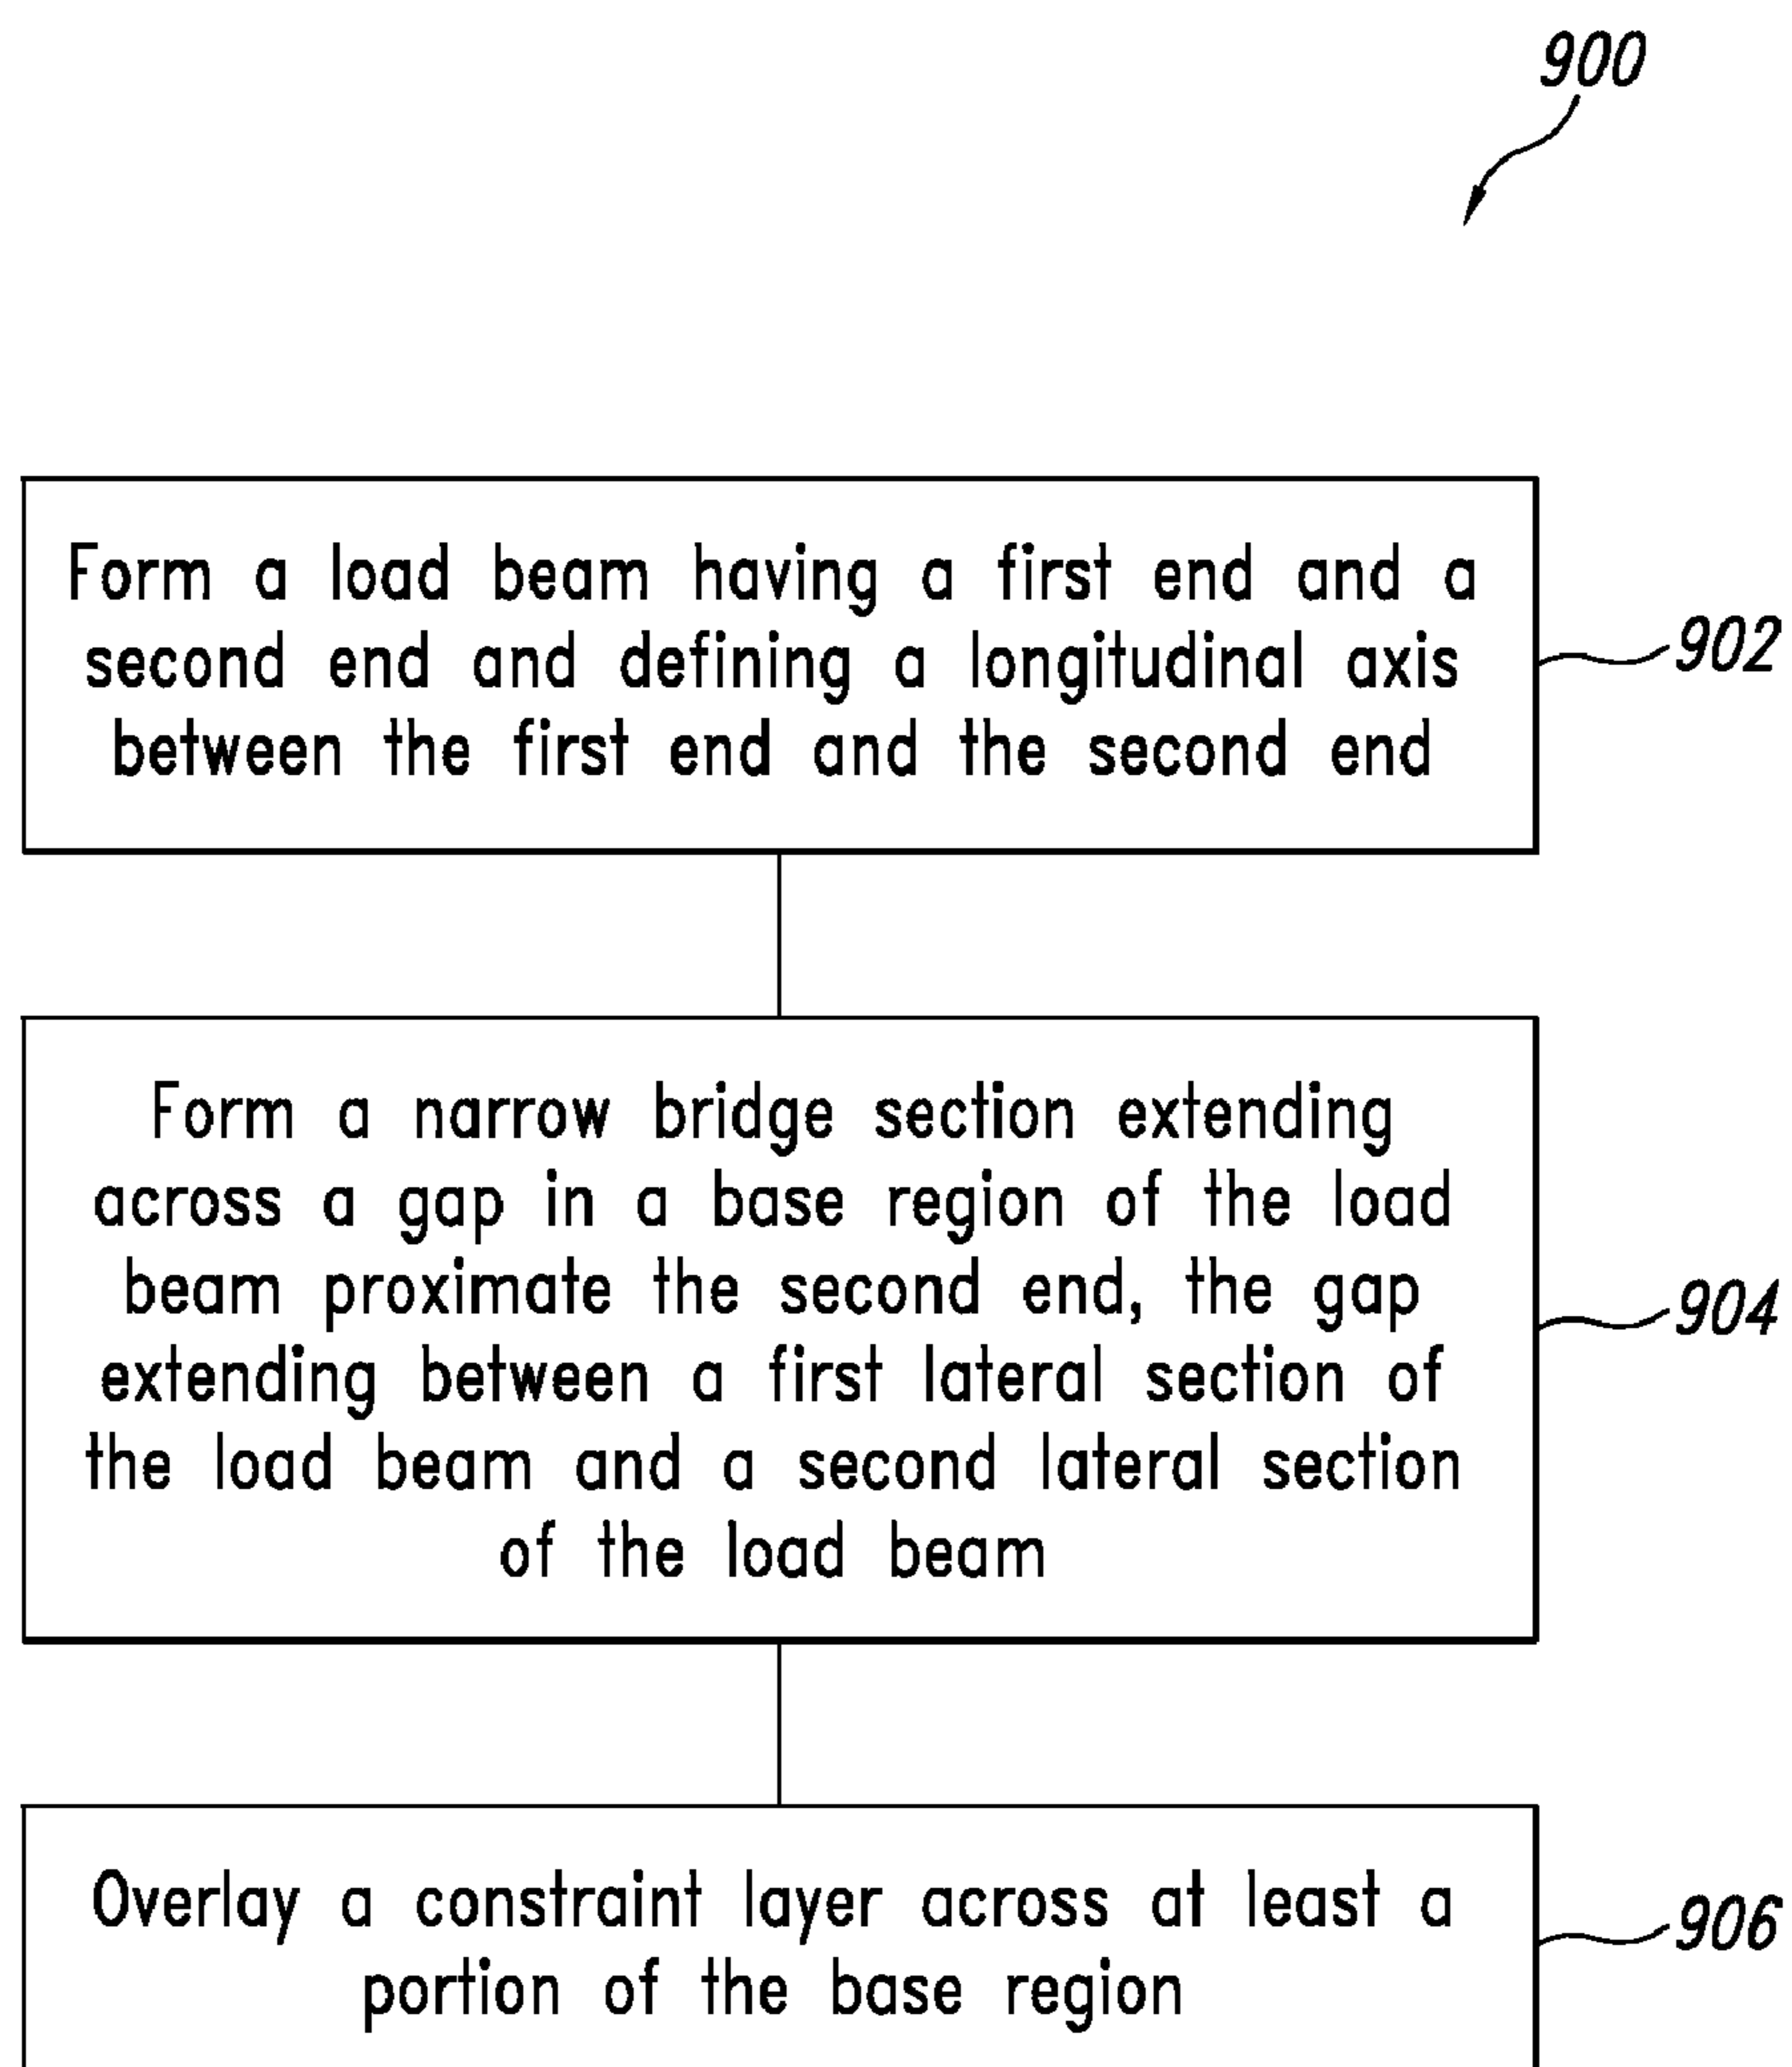 900
Form a load beam having a first end and a
second end and defining a longitudinal axis
between the first end and the second end
902
Form a narrow bridge section extending
across a gap in a base region of the load
beam proximate the second end, the gap
extending between a first lateral section of
the load beam and a second lateral section
of the load beam
904
Overlay a constraint layer across at least a
portion of the base region
906